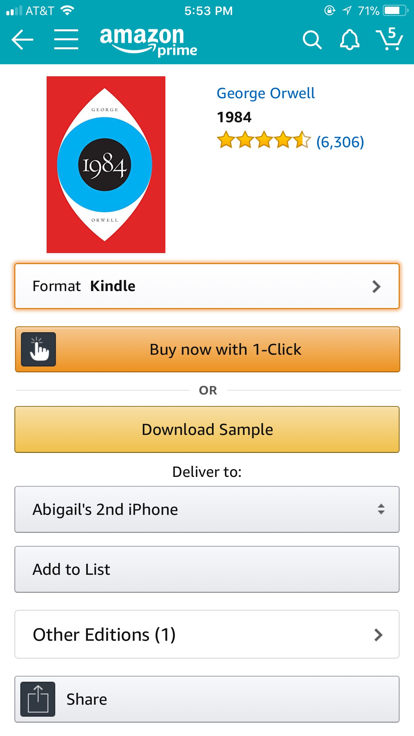 AT&T 5:53 PM 71%
amazon prime 5
George Orwell
1984
(6,306)
GEORGE
1984
ORWELL
Format Kindle
Buy now with 1-Click
OR
Download Sample
Deliver to:
Abigail's 2nd iPhone
Add to List
Other Editions (1)
Share